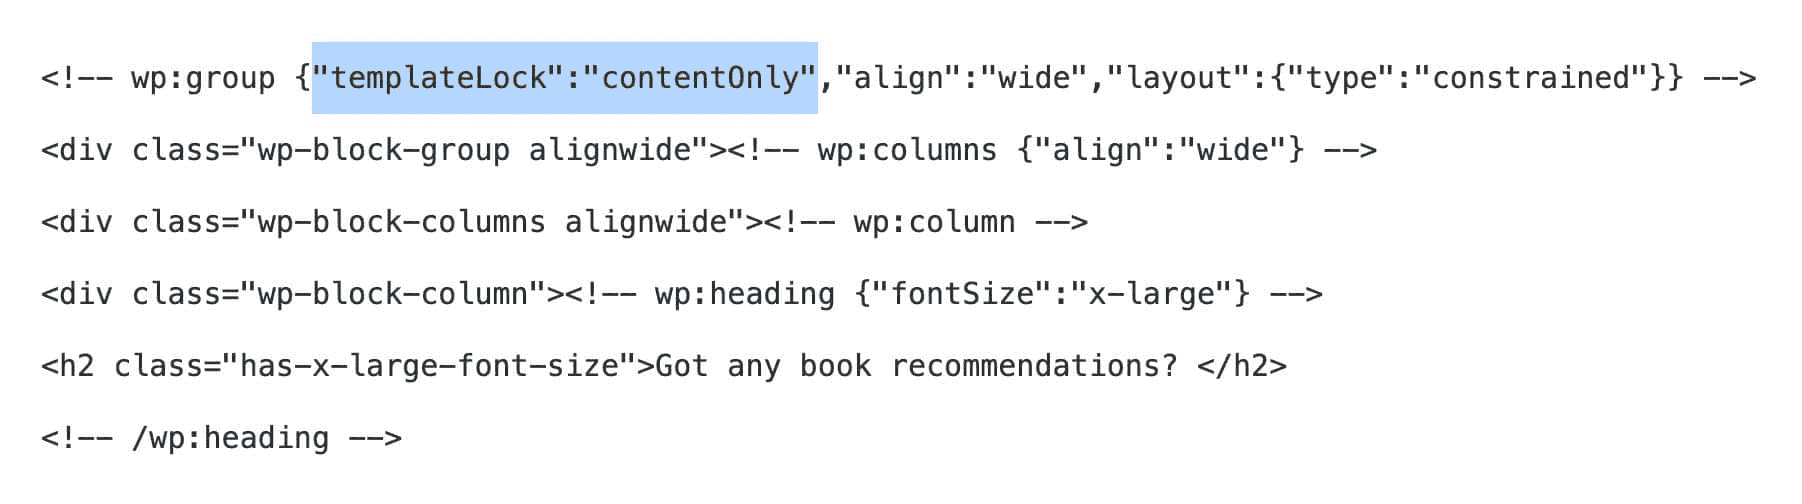 <!-- wp:group {"templateLock":"contentOnly","align":"wide","layout":{"type":"constrained"}} -->
<div class="wp-block-group alignwide"><!-- wp:columns {"align":"wide"} -->
<div class="wp-block-columns alignwide"><!-- wp:column -->
<div class="wp-block-column"><!-- wp:heading {"fontSize":"x-large"} -->
<h2 class="has-x-large-font-size">Got any book recommendations? </h2>
<!-- /wp:heading -->